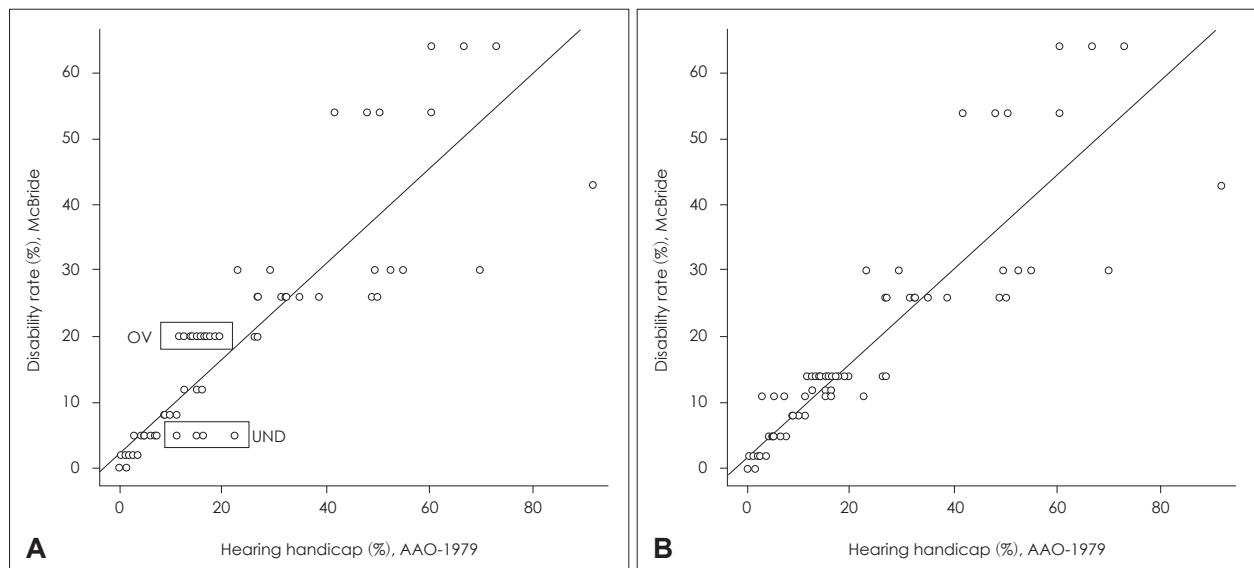 Disability rate (%), McBride
60
50
40
30
20
10
0
OV
UND
0 20 40 60 80
Hearing handicap (%), AAO-1979
A
Disability rate (%), McBride
60
50
40
30
20
10
0
0 20 40 60 80
Hearing handicap (%), AAO-1979
B